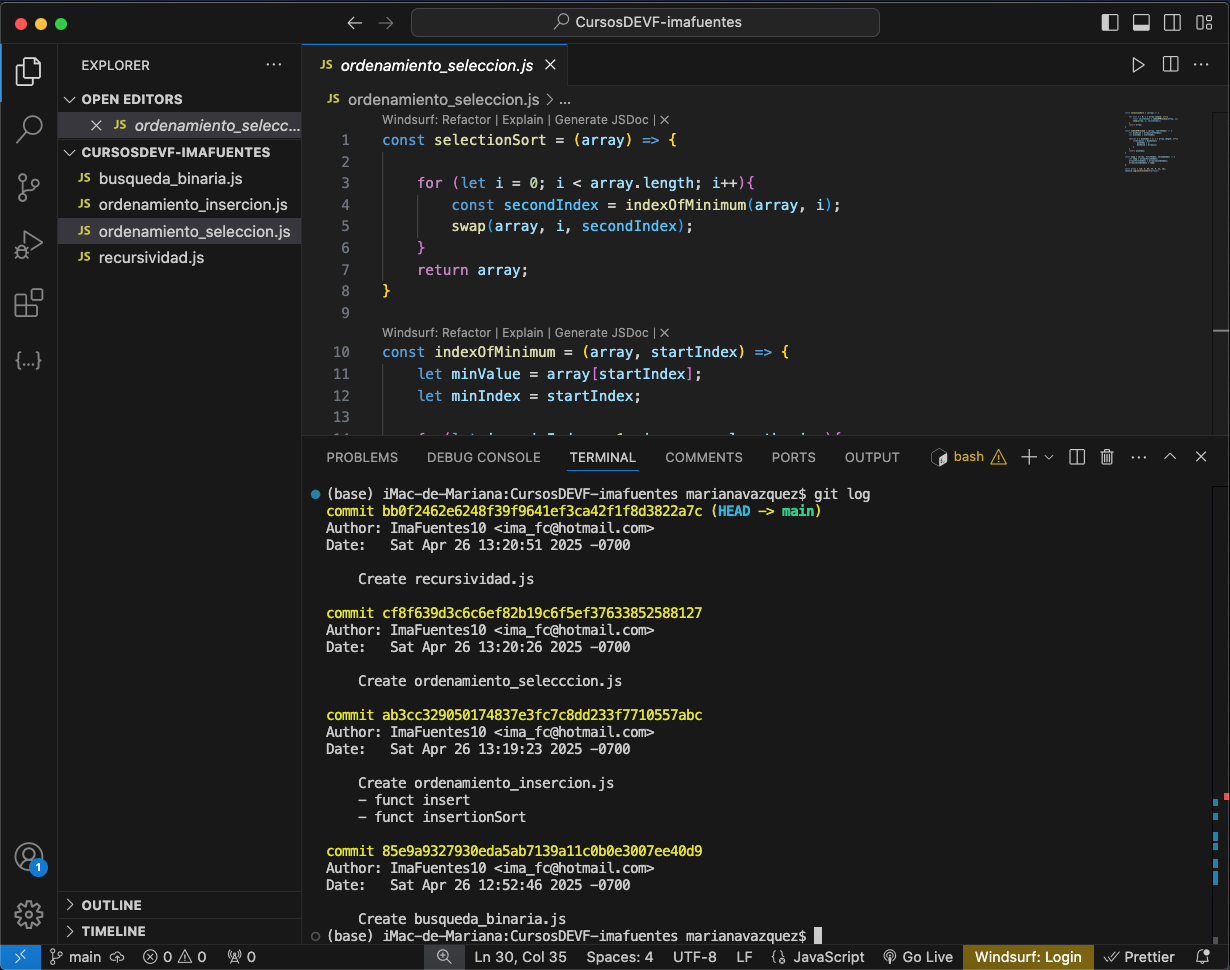 CursosDEVF-imafuentes
EXPLORER
OPEN EDITORS
JS ordenamiento_selecc...
CURSOSDEVF-IMAFUENTES
JS busqueda_binaria.js
JS ordenamiento_insercion.js
JS ordenamiento_seleccion.js
JS recursividad.js
OUTLINE
TIMELINE
1
JS ordenamiento_seleccion.js
JS ordenamiento_seleccion.js > ...
Windsurf: Refactor | Explain | Generate JSDoc | X
1 const selectionSort = (array) => {
2
3 for (let i = 0; i < array.length; i++){
4 const secondIndex = indexOfMinimum(array, i);
5 swap(array, i, secondIndex);
6 }
7 return array;
8 }
9
Windsurf: Refactor | Explain | Generate JSDoc | X
10 const indexOfMinimum = (array, startIndex) => {
11 let minValue = array[startIndex];
12 let minIndex = startIndex;
13
PROBLEMS DEBUG CONSOLE TERMINAL COMMENTS PORTS OUTPUT bash
(base) iMac-de-Mariana:CursosDEVF-imafuentes marianavazquez$ git log
commit bb0f2462e6248f39f9641ef3ca42f1f8d3822a7c (HEAD -> main)
Author: ImaFuentes10 <ima_fc@hotmail.com>
Date: Sat Apr 26 13:20:51 2025 -0700
Create recursividad.js
commit cf8f639d3c6c6ef82b19c6f5ef37633852588127
Author: ImaFuentes10 <ima_fc@hotmail.com>
Date: Sat Apr 26 13:20:26 2025 -0700
Create ordenamiento_selecccion.js
commit ab3cc329050174837e3fc7c8dd233f7710557abc
Author: ImaFuentes10 <ima_fc@hotmail.com>
Date: Sat Apr 26 13:19:23 2025 -0700
Create ordenamiento_insercion.js
- funct insert
- funct insertionSort
commit 85e9a9327930eda5ab7139a11c0b0e3007ee40d9
Author: ImaFuentes10 <ima_fc@hotmail.com>
Date: Sat Apr 26 12:52:46 2025 -0700
Create busqueda_binaria.js
(base) iMac-de-Mariana:CursosDEVF-imafuentes marianavazquez$
main 0 0 0 Ln 30, Col 35 Spaces: 4 UTF-8 LF {} JavaScript Go Live Windsurf: Login Prettier